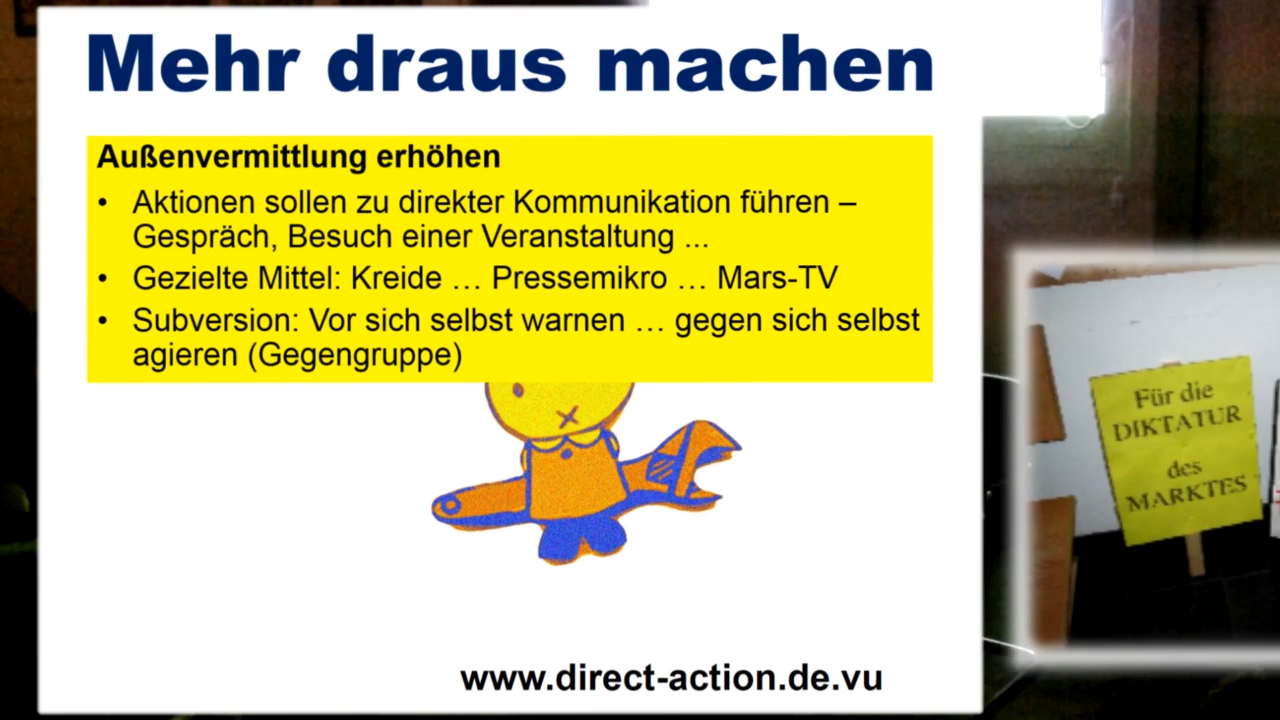 Mehr draus machen
Außenvermittlung erhöhen
• Aktionen sollen zu direkter Kommunikation führen –
Gespräch, Besuch einer Veranstaltung ...
• Gezielte Mittel: Kreide … Pressemikro … Mars-TV
• Subversion: Vor sich selbst warnen … gegen sich selbst
agieren (Gegengruppe)
www.direct-action.de.vu
Für die
DIKTATUR
des
MARKTES